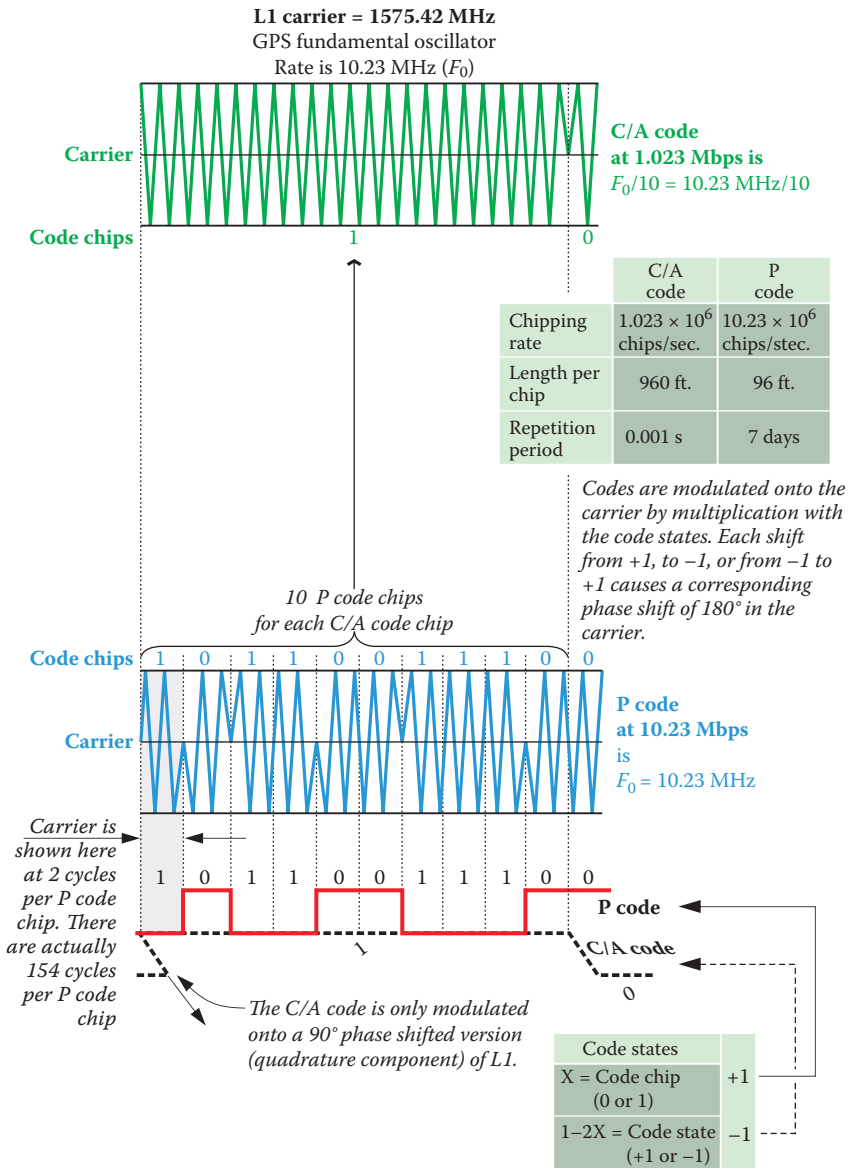 L1 carrier = 1575.42 MHz
GPS fundamental oscillator
Rate is 10.23 MHz (F₀)
Carrier
C/A code
at 1.023 Mbps is
F₀/10 = 10.23 MHz/10
Code chips
1
0
C/A
code
P
code
Chipping
rate
1.023 × 10⁶
chips/sec.
10.23 × 10⁶
chips/stec.
Length per
chip
960 ft.
96 ft.
Repetition
period
0.001 s
7 days
Codes are modulated onto the
carrier by multiplication with
the code states. Each shift
from +1, to −1, or from −1 to
+1 causes a corresponding
phase shift of 180° in the
carrier.
10 P code chips
for each C/A code chip
Code chips
1 0 1 1 0 0 1 1 1 0 0
Carrier
P code
at 10.23 Mbps
is
F₀ = 10.23 MHz
Carrier is
shown here
at 2 cycles
per P code
chip. There
are actually
154 cycles
per P code
chip
1 0 1 1 0 0 1 1 1 0 0
P code
1
C/A code
0
The C/A code is only modulated
onto a 90° phase shifted version
(quadrature component) of L1.
Code states
X = Code chip
(0 or 1)
+1
1–2X = Code state
(+1 or −1)
−1